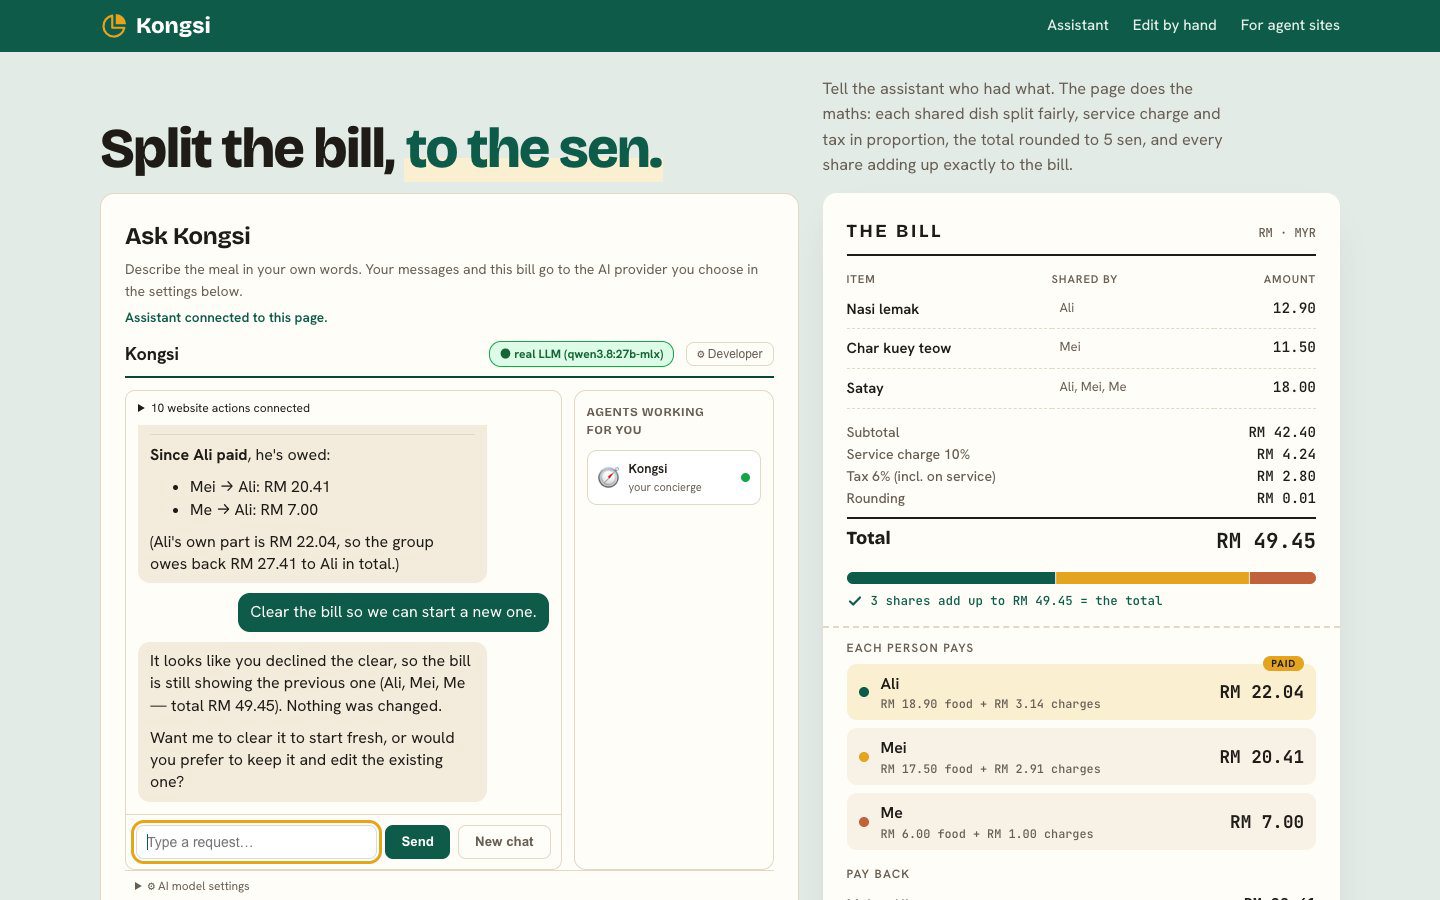 Kongsi
Assistant
Edit by hand
For agent sites
Split the bill, to the sen.
Tell the assistant who had what. The page does the
maths: each shared dish split fairly, service charge and
tax in proportion, the total rounded to 5 sen, and every
share adding up exactly to the bill.
Ask Kongsi
Describe the meal in your own words. Your messages and this bill go to the AI provider you choose in
the settings below.
Assistant connected to this page.
Kongsi
real LLM (qwen3.8:27b-mlx)
Developer
10 website actions connected
Since Ali paid, he's owed:
• Mei → Ali: RM 20.41
• Me → Ali: RM 7.00
(Ali's own part is RM 22.04, so the group
owes back RM 27.41 to Ali in total.)
Clear the bill so we can start a new one.
It looks like you declined the clear, so the bill
is still showing the previous one (Ali, Mei, Me
— total RM 49.45). Nothing was changed.
Want me to clear it to start fresh, or would
you prefer to keep it and edit the existing
one?
Type a request...
Send
New chat
AI model settings
AGENTS WORKING
FOR YOU
Kongsi
your concierge
THE BILL
RM · MYR
ITEM SHARED BY AMOUNT
Nasi lemak Ali 12.90
Char kuey teow Mei 11.50
Satay Ali, Mei, Me 18.00
Subtotal RM 42.40
Service charge 10% RM 4.24
Tax 6% (incl. on service) RM 2.80
Rounding RM 0.01
Total RM 49.45
3 shares add up to RM 49.45 = the total
EACH PERSON PAYS
PAID
Ali RM 22.04
RM 18.90 food + RM 3.14 charges
Mei RM 20.41
RM 17.50 food + RM 2.91 charges
Me RM 7.00
RM 6.00 food + RM 1.00 charges
PAY BACK